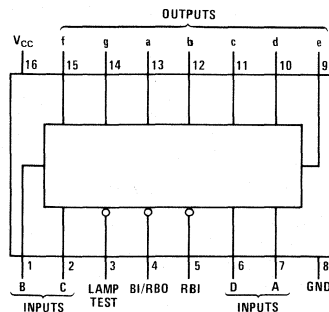 OUTPUTS
VCC f g a b c d e
16 15 14 13 12 11 10 9
1 2 3 4 5 6 7 8
B C LAMP TEST BI/RBO RBI D A GND
INPUTS INPUTS